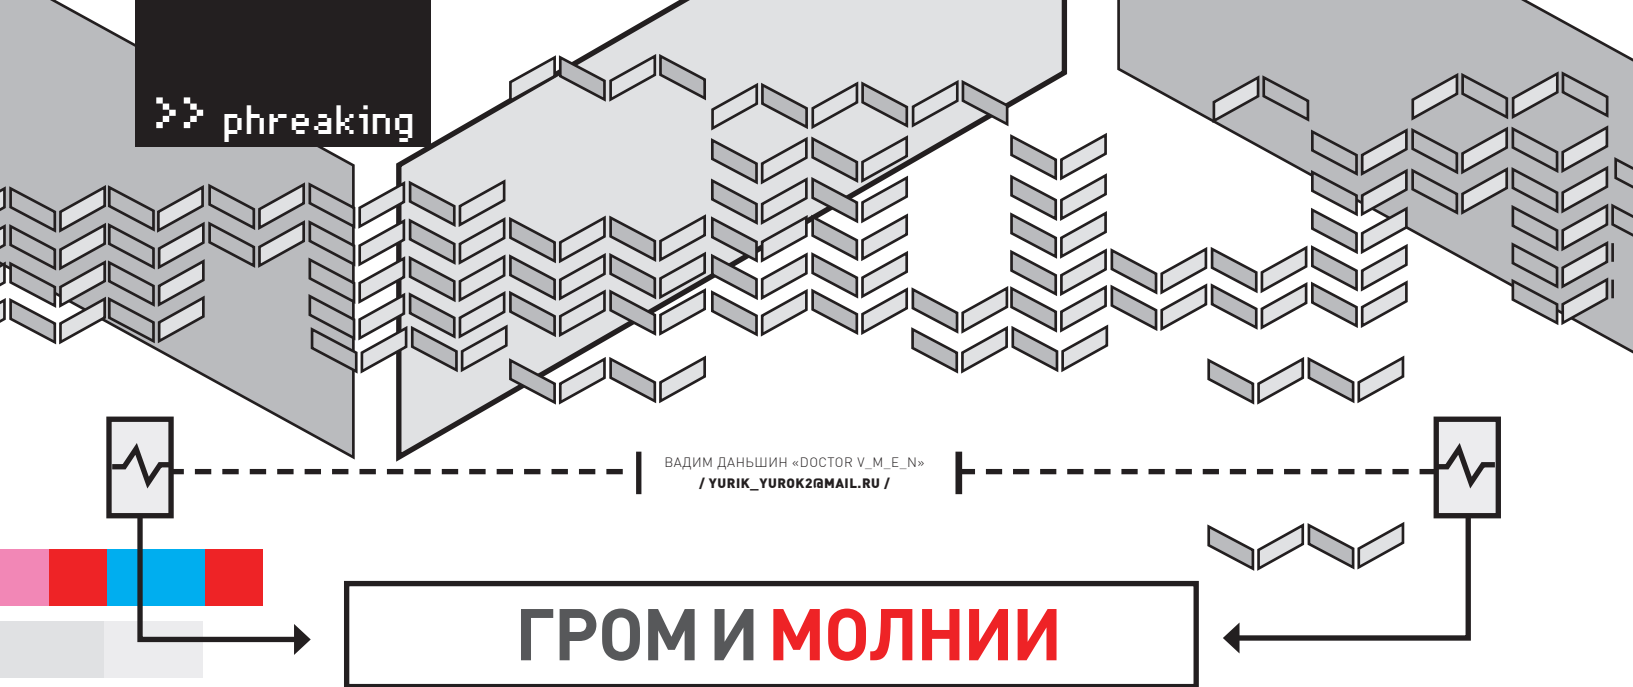 >> phreaking
ВАДИМ ДАНЬШИН «DOCTOR V_M_E_N»
/ YURIK_YUROK2@MAIL.RU /
ГРОМ И МОЛНИИ